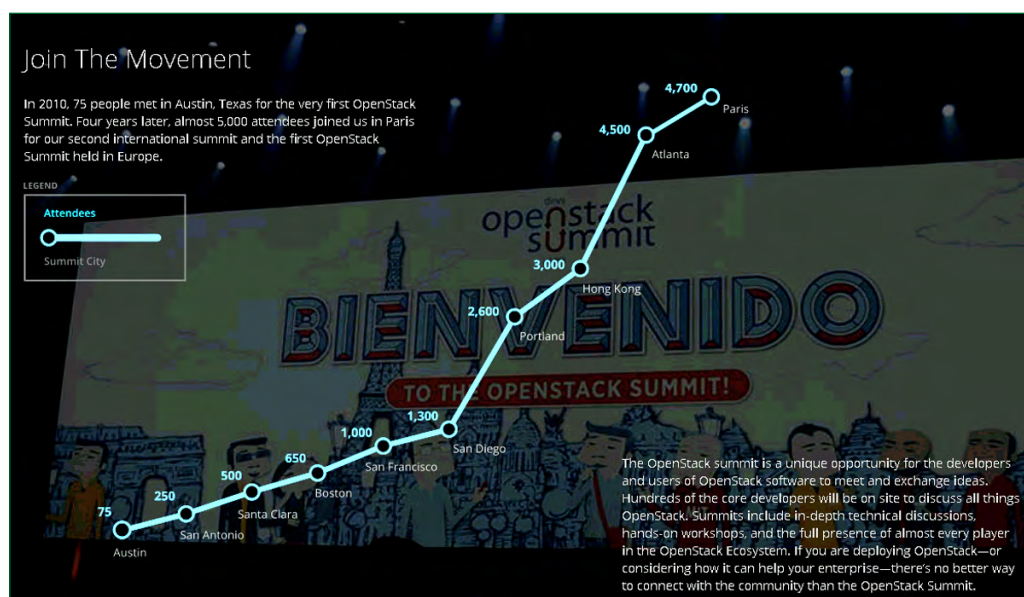 Join The Movement
In 2010, 75 people met in Austin, Texas for the very first OpenStack
Summit. Four years later, almost 5,000 attendees joined us in Paris
for our second international summit and the first OpenStack
Summit held in Europe.
LEGEND
Attendees
Summit City
4,700
Paris
4,500
Atlanta
openstack
summit
3,000
Hong Kong
BIENVENIDO
2,600
Portland
TO THE OPENSTACK SUMMIT!
1,300
San Diego
1,000
San Francisco
650
Boston
500
Santa Clara
250
San Antonio
75
Austin
The OpenStack summit is a unique opportunity for the developers
and users of OpenStack software to meet and exchange ideas.
Hundreds of the core developers will be on site to discuss all things
OpenStack. Summits include in-depth technical discussions,
hands-on workshops, and the full presence of almost every player
in the OpenStack Ecosystem. If you are deploying OpenStack—or
considering how it can help your enterprise—there's no better way
to connect with the community than the OpenStack Summit.